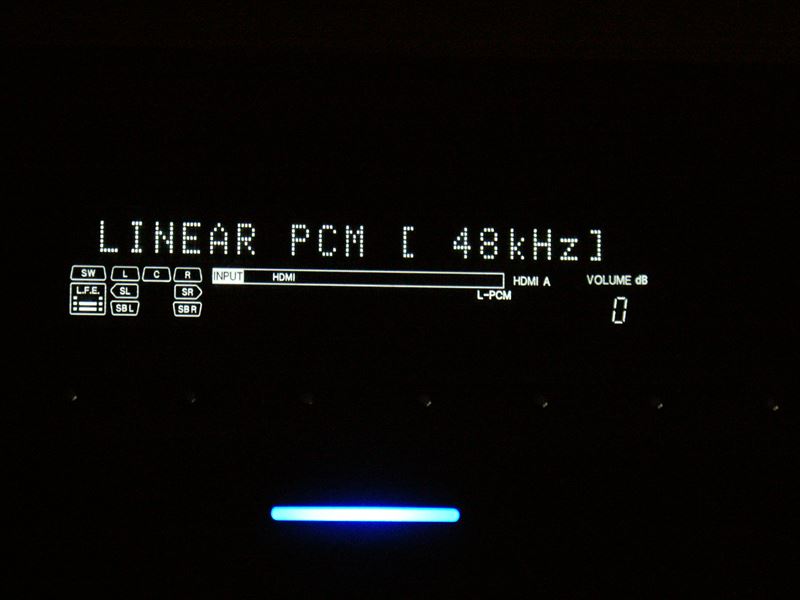 LINEAR PCM [ 48kHz]
SW L C R INPUT HDMI HDMI A VOLUME dB
L.F.E. SL SR L-PCM
SBL SBR 0